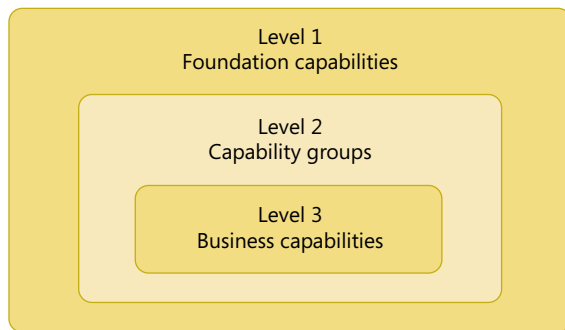 Level 1
Foundation capabilities
Level 2
Capability groups
Level 3
Business capabilities